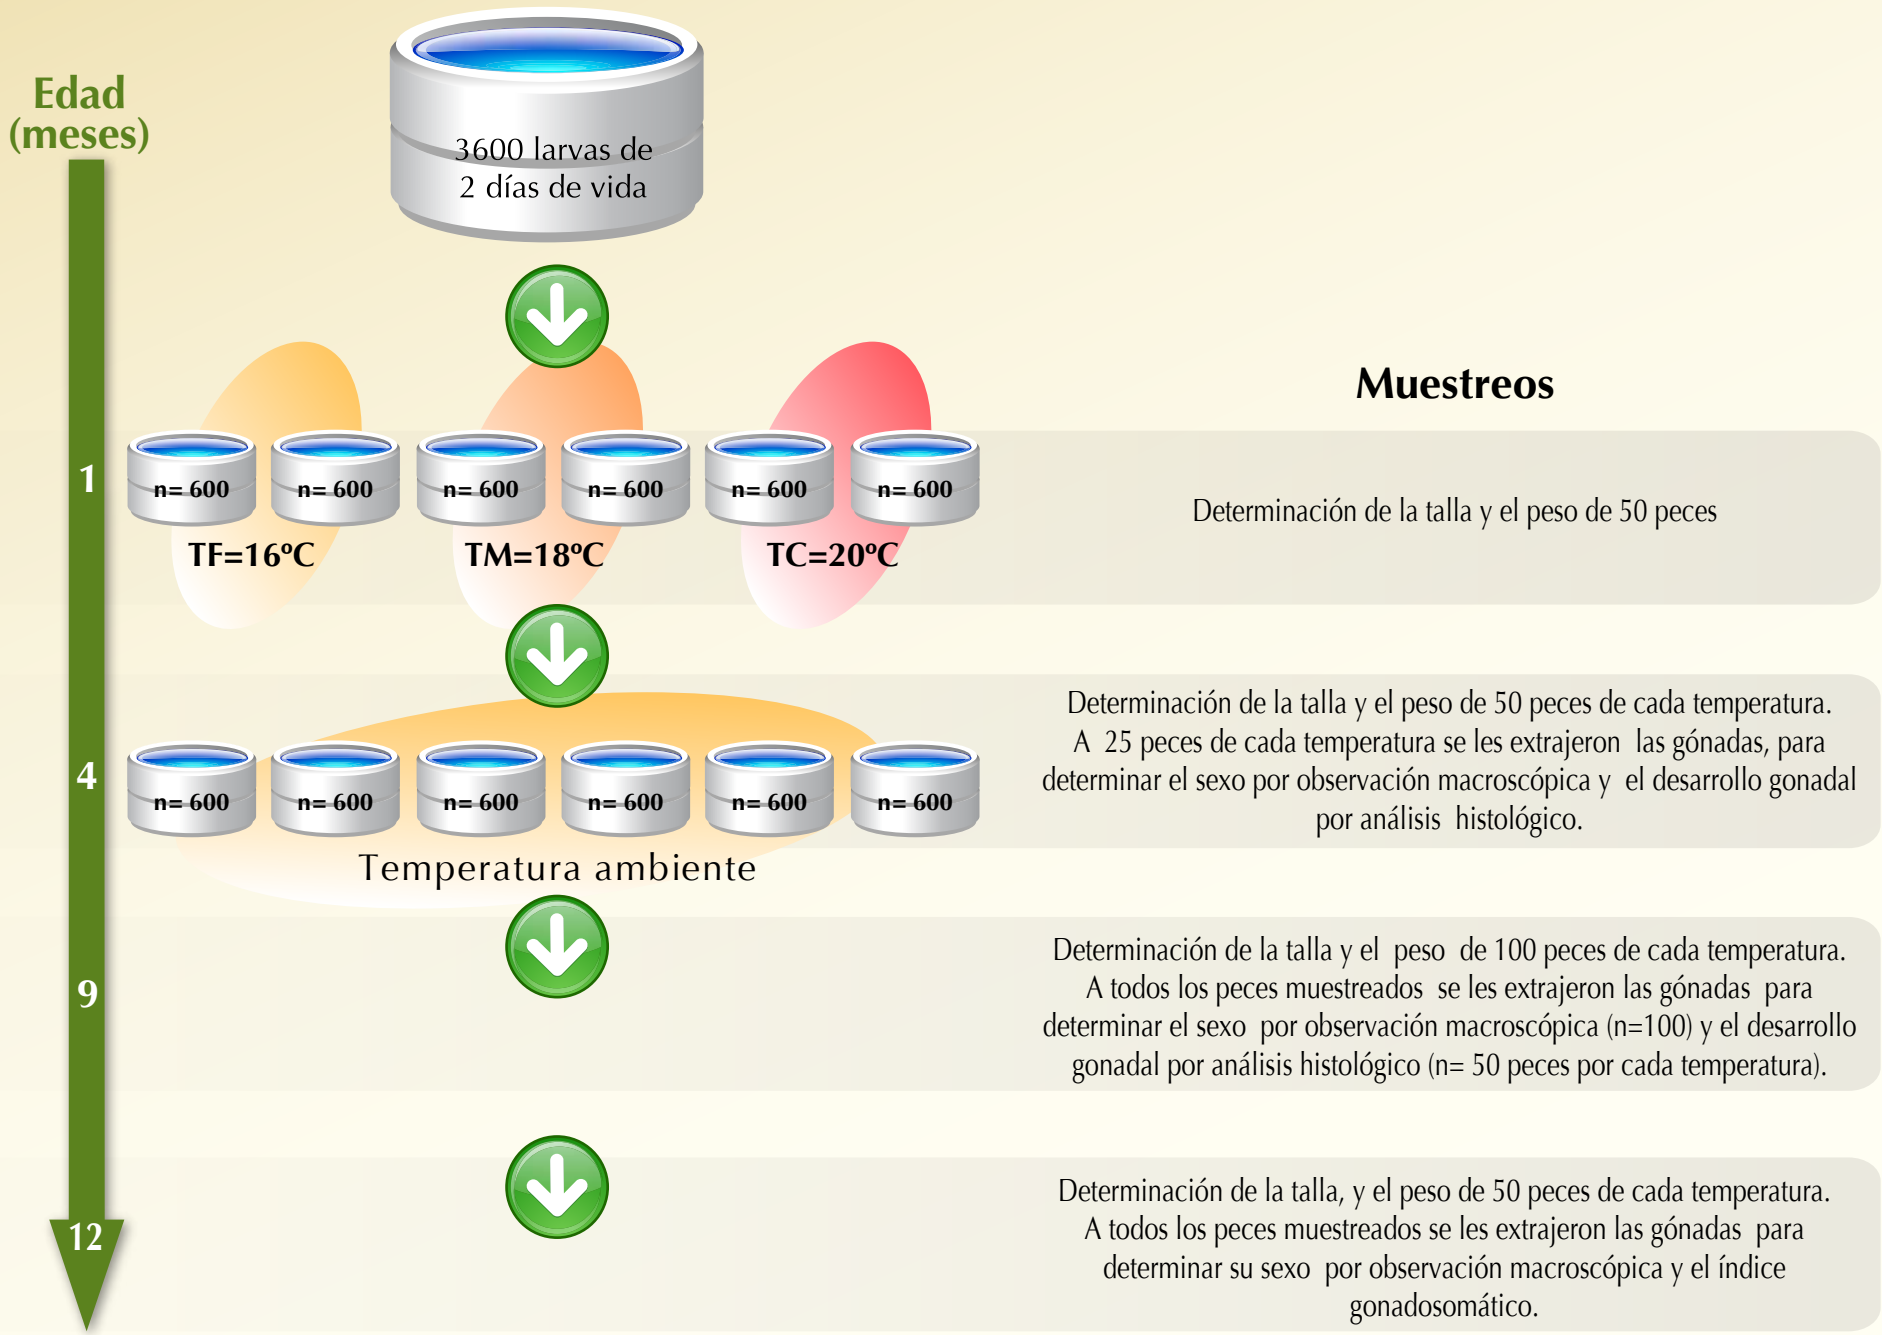 Edad
(meses)
3600 larvas de
2 días de vida
Muestreos
1
n= 600
n= 600
n= 600
n= 600
n= 600
n= 600
TF=16ºC
TM=18ºC
TC=20ºC
Determinación de la talla y el peso de 50 peces
4
n= 600
n= 600
n= 600
n= 600
n= 600
n= 600
Temperatura ambiente
Determinación de la talla y el peso de 50 peces de cada temperatura.
A 25 peces de cada temperatura se les extrajeron las gónadas, para
determinar el sexo por observación macroscópica y el desarrollo gonadal
por análisis histológico.
9
Determinación de la talla y el peso de 100 peces de cada temperatura.
A todos los peces muestreados se les extrajeron las gónadas para
determinar el sexo por observación macroscópica (n=100) y el desarrollo
gonadal por análisis histológico (n= 50 peces por cada temperatura).
12
Determinación de la talla, y el peso de 50 peces de cada temperatura.
A todos los peces muestreados se les extrajeron las gónadas para
determinar su sexo por observación macroscópica y el índice
gonadosomático.